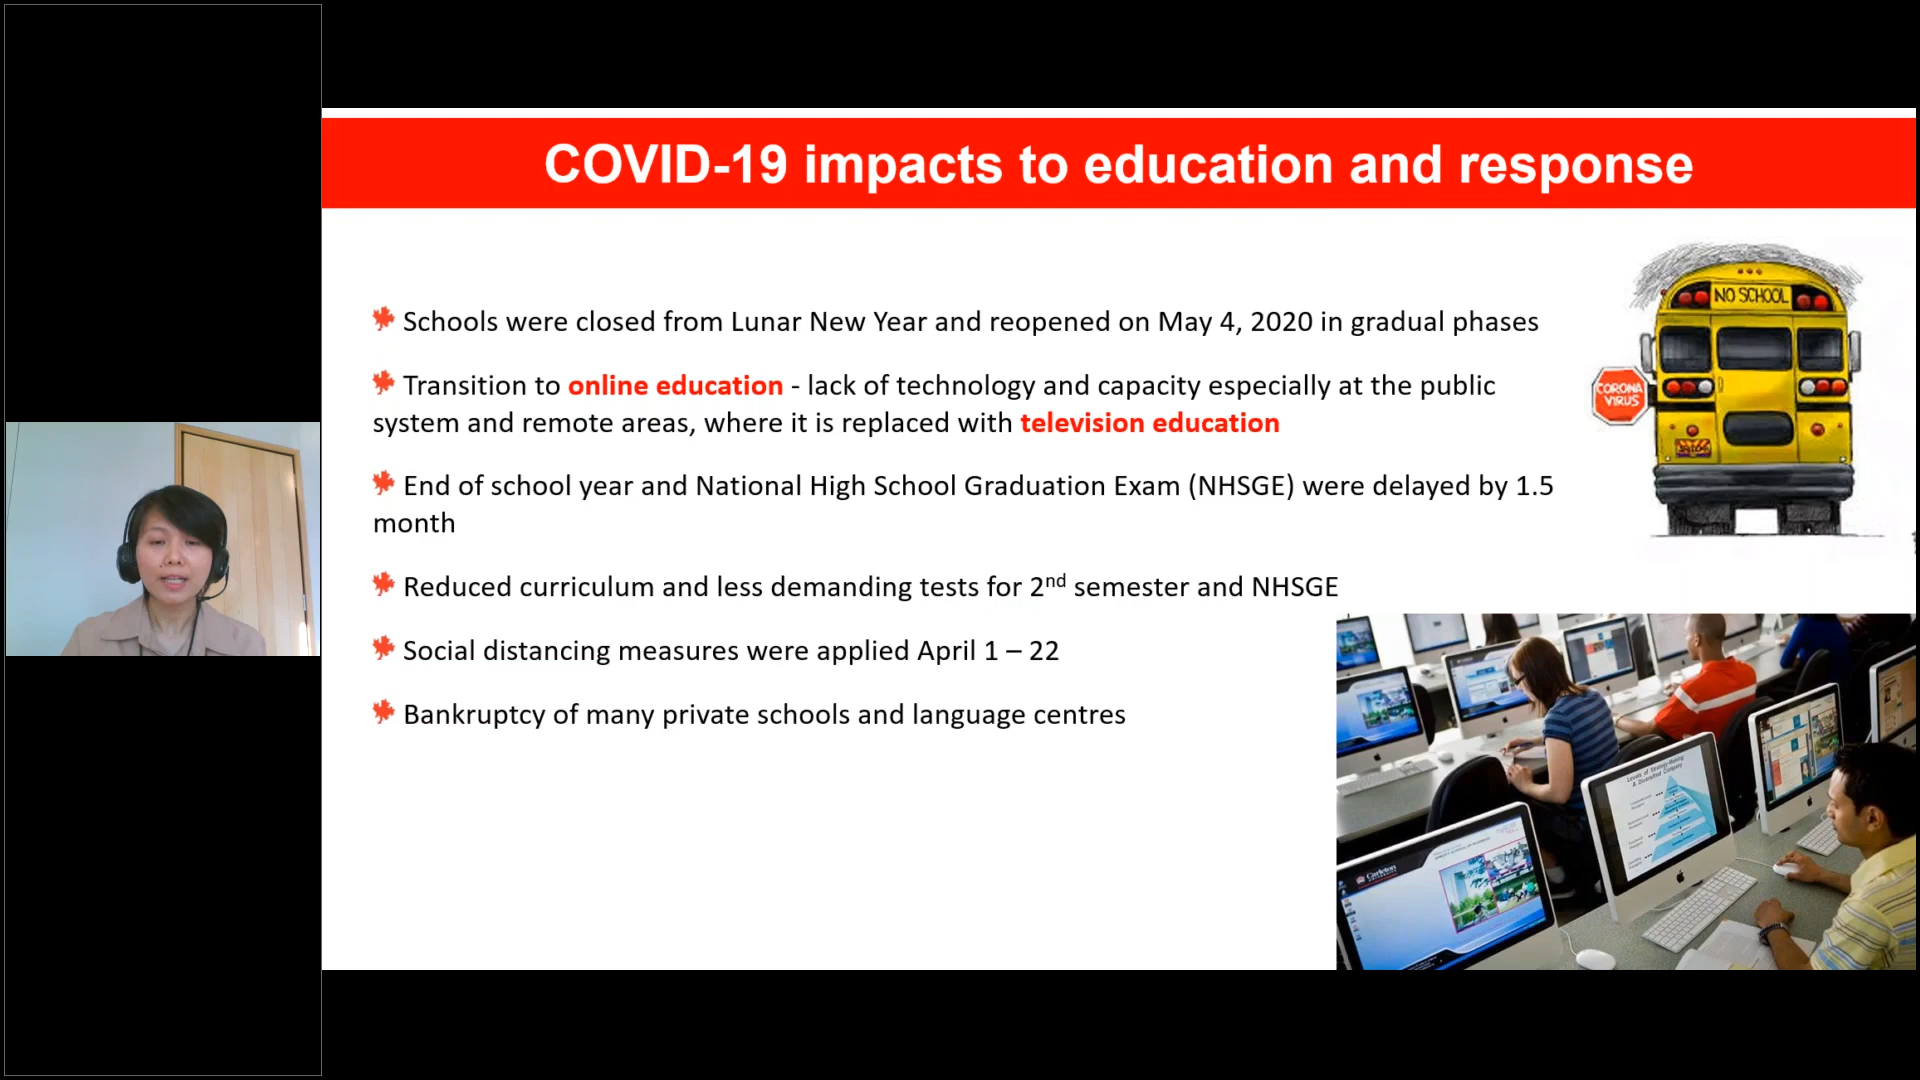 COVID-19 impacts to education and response
Schools were closed from Lunar New Year and reopened on May 4, 2020 in gradual phases
Transition to online education - lack of technology and capacity especially at the public
system and remote areas, where it is replaced with television education
End of school year and National High School Graduation Exam (NHSGE) were delayed by 1.5
month
Reduced curriculum and less demanding tests for 2nd semester and NHSGE
Social distancing measures were applied April 1 – 22
Bankruptcy of many private schools and language centres
NO SCHOOL
CORONA
VIRUS
Levels of Strategy-Making
Carleton